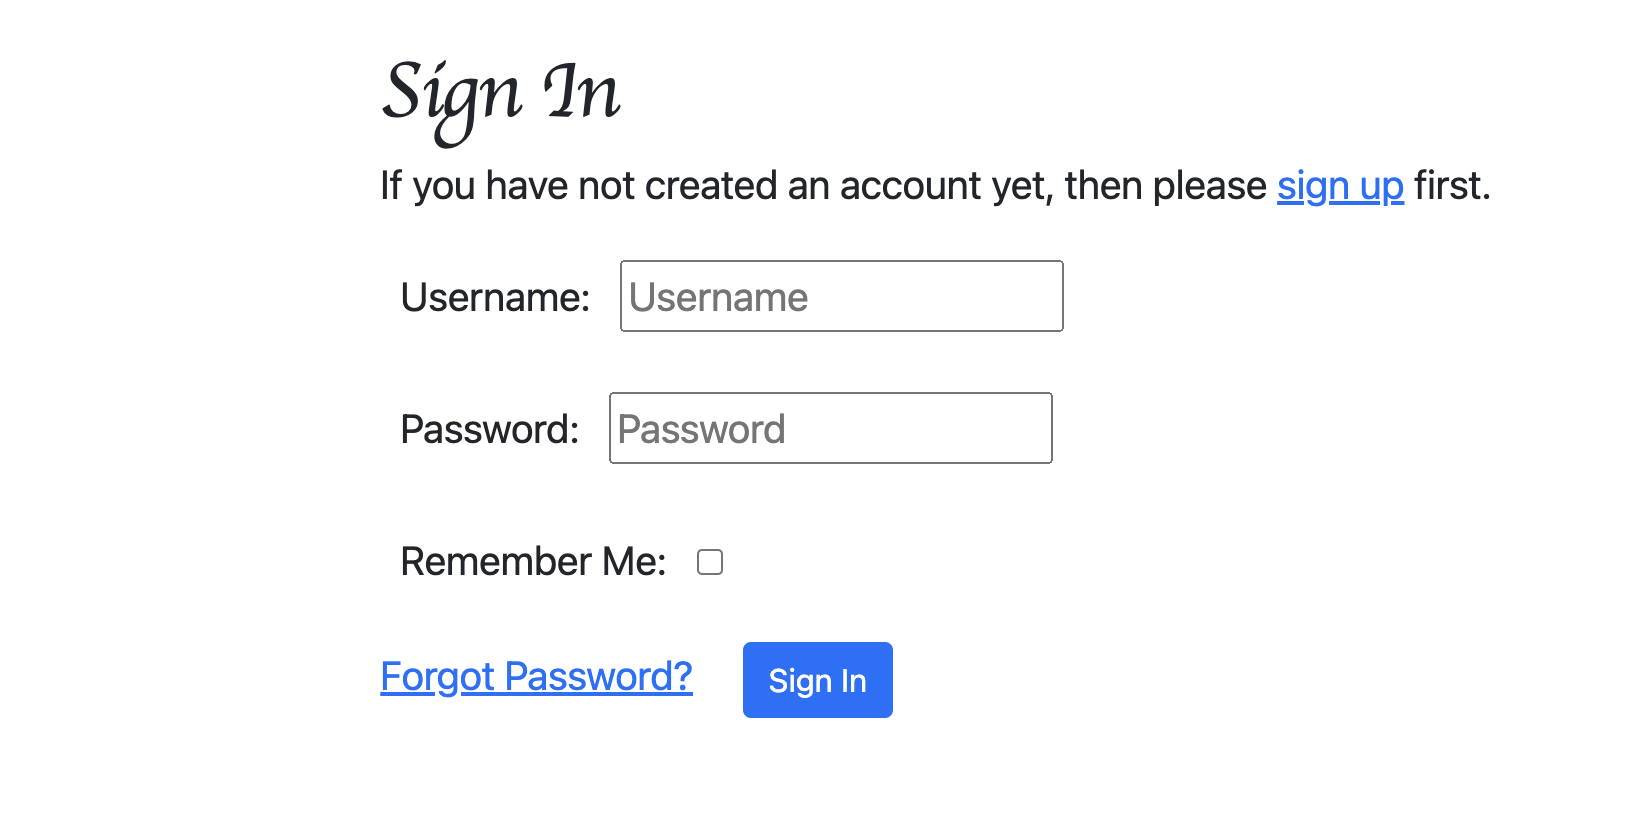 Sign In
If you have not created an account yet, then please sign up first.
Username: Username
Password: Password
Remember Me:
Forgot Password? Sign In